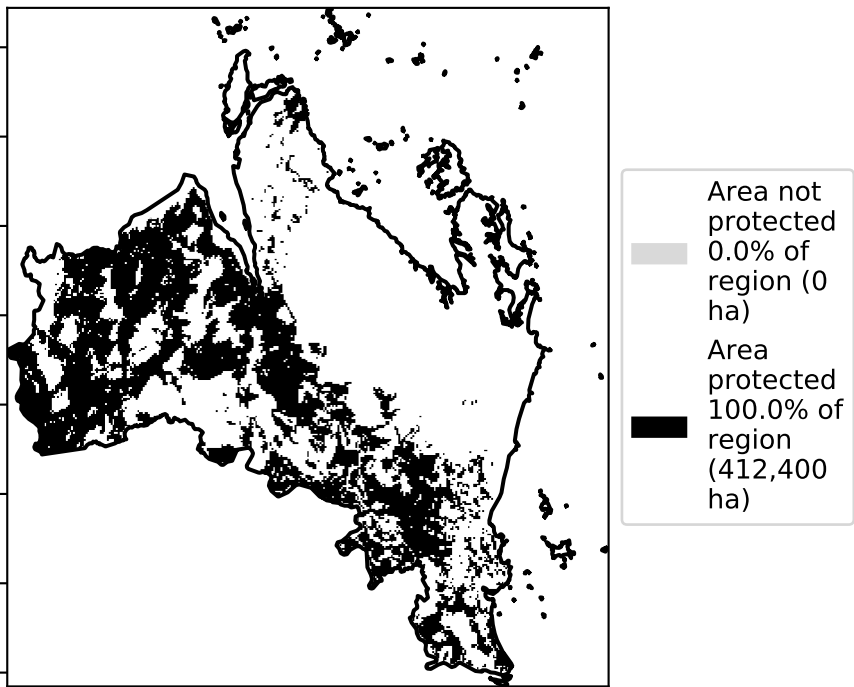 Area not
protected
0.0% of
region (0
ha)
Area
protected
100.0% of
region
(412,400
ha)